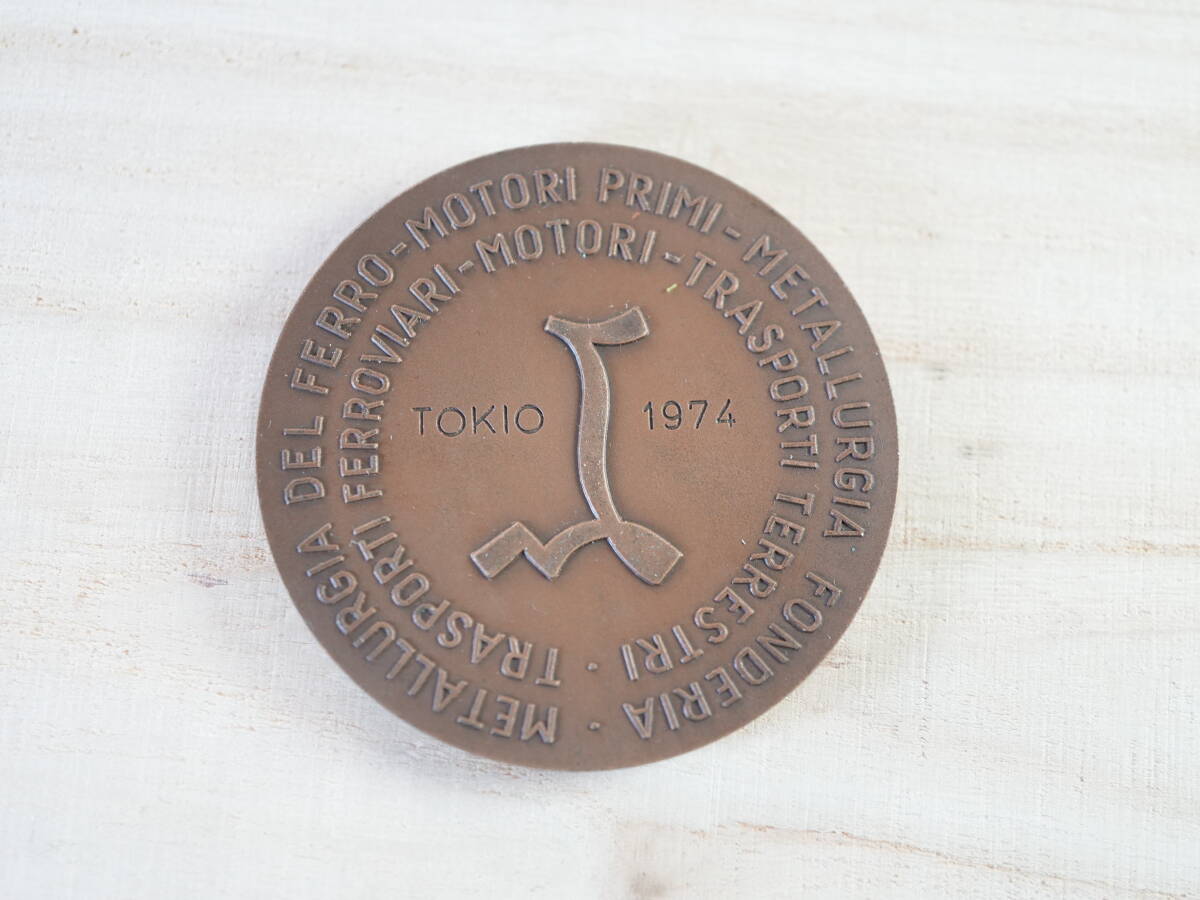 METALLURGIA DEL FERRO-MOTORI PRIMI-METALLURGIA FONDERIA ·
TRASPORTI FERROVIARI-MOTORI-TRASPORTI TERRESTRI ·
TOKIO 1974